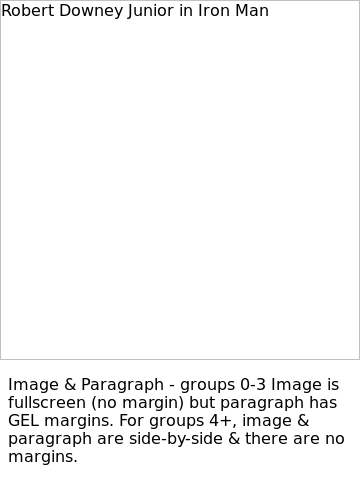 Robert Downey Junior in Iron Man
Image & Paragraph - groups 0-3 Image is
fullscreen (no margin) but paragraph has
GEL margins. For groups 4+, image &
paragraph are side-by-side & there are no
margins.